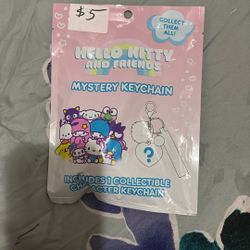 $5
COLLECT
THEM
ALL!
HELLO KITTY
AND FRIENDS
MYSTERY KEYCHAIN
?
INCLUDES 1 COLLECTIBLE
CHARACTER KEYCHAIN